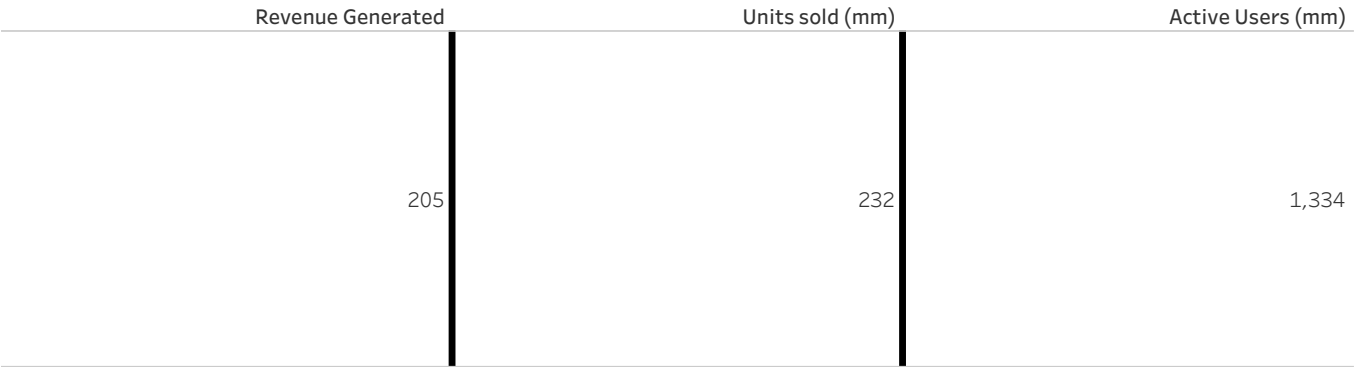 Revenue Generated Units sold (mm) Active Users (mm)
205 232 1,334